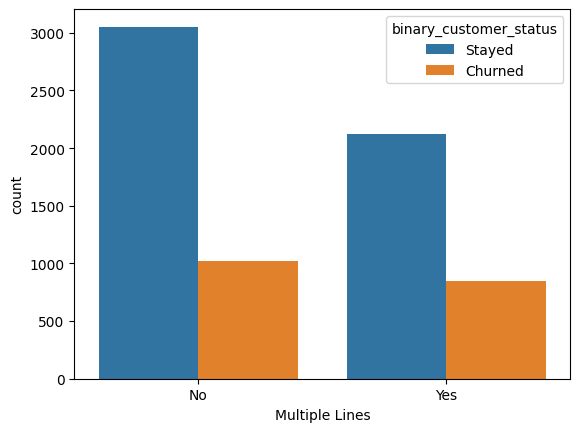 binary_customer_status
Stayed
Churned
3000
2500
2000
1500
1000
500
0
count
No
Yes
Multiple Lines